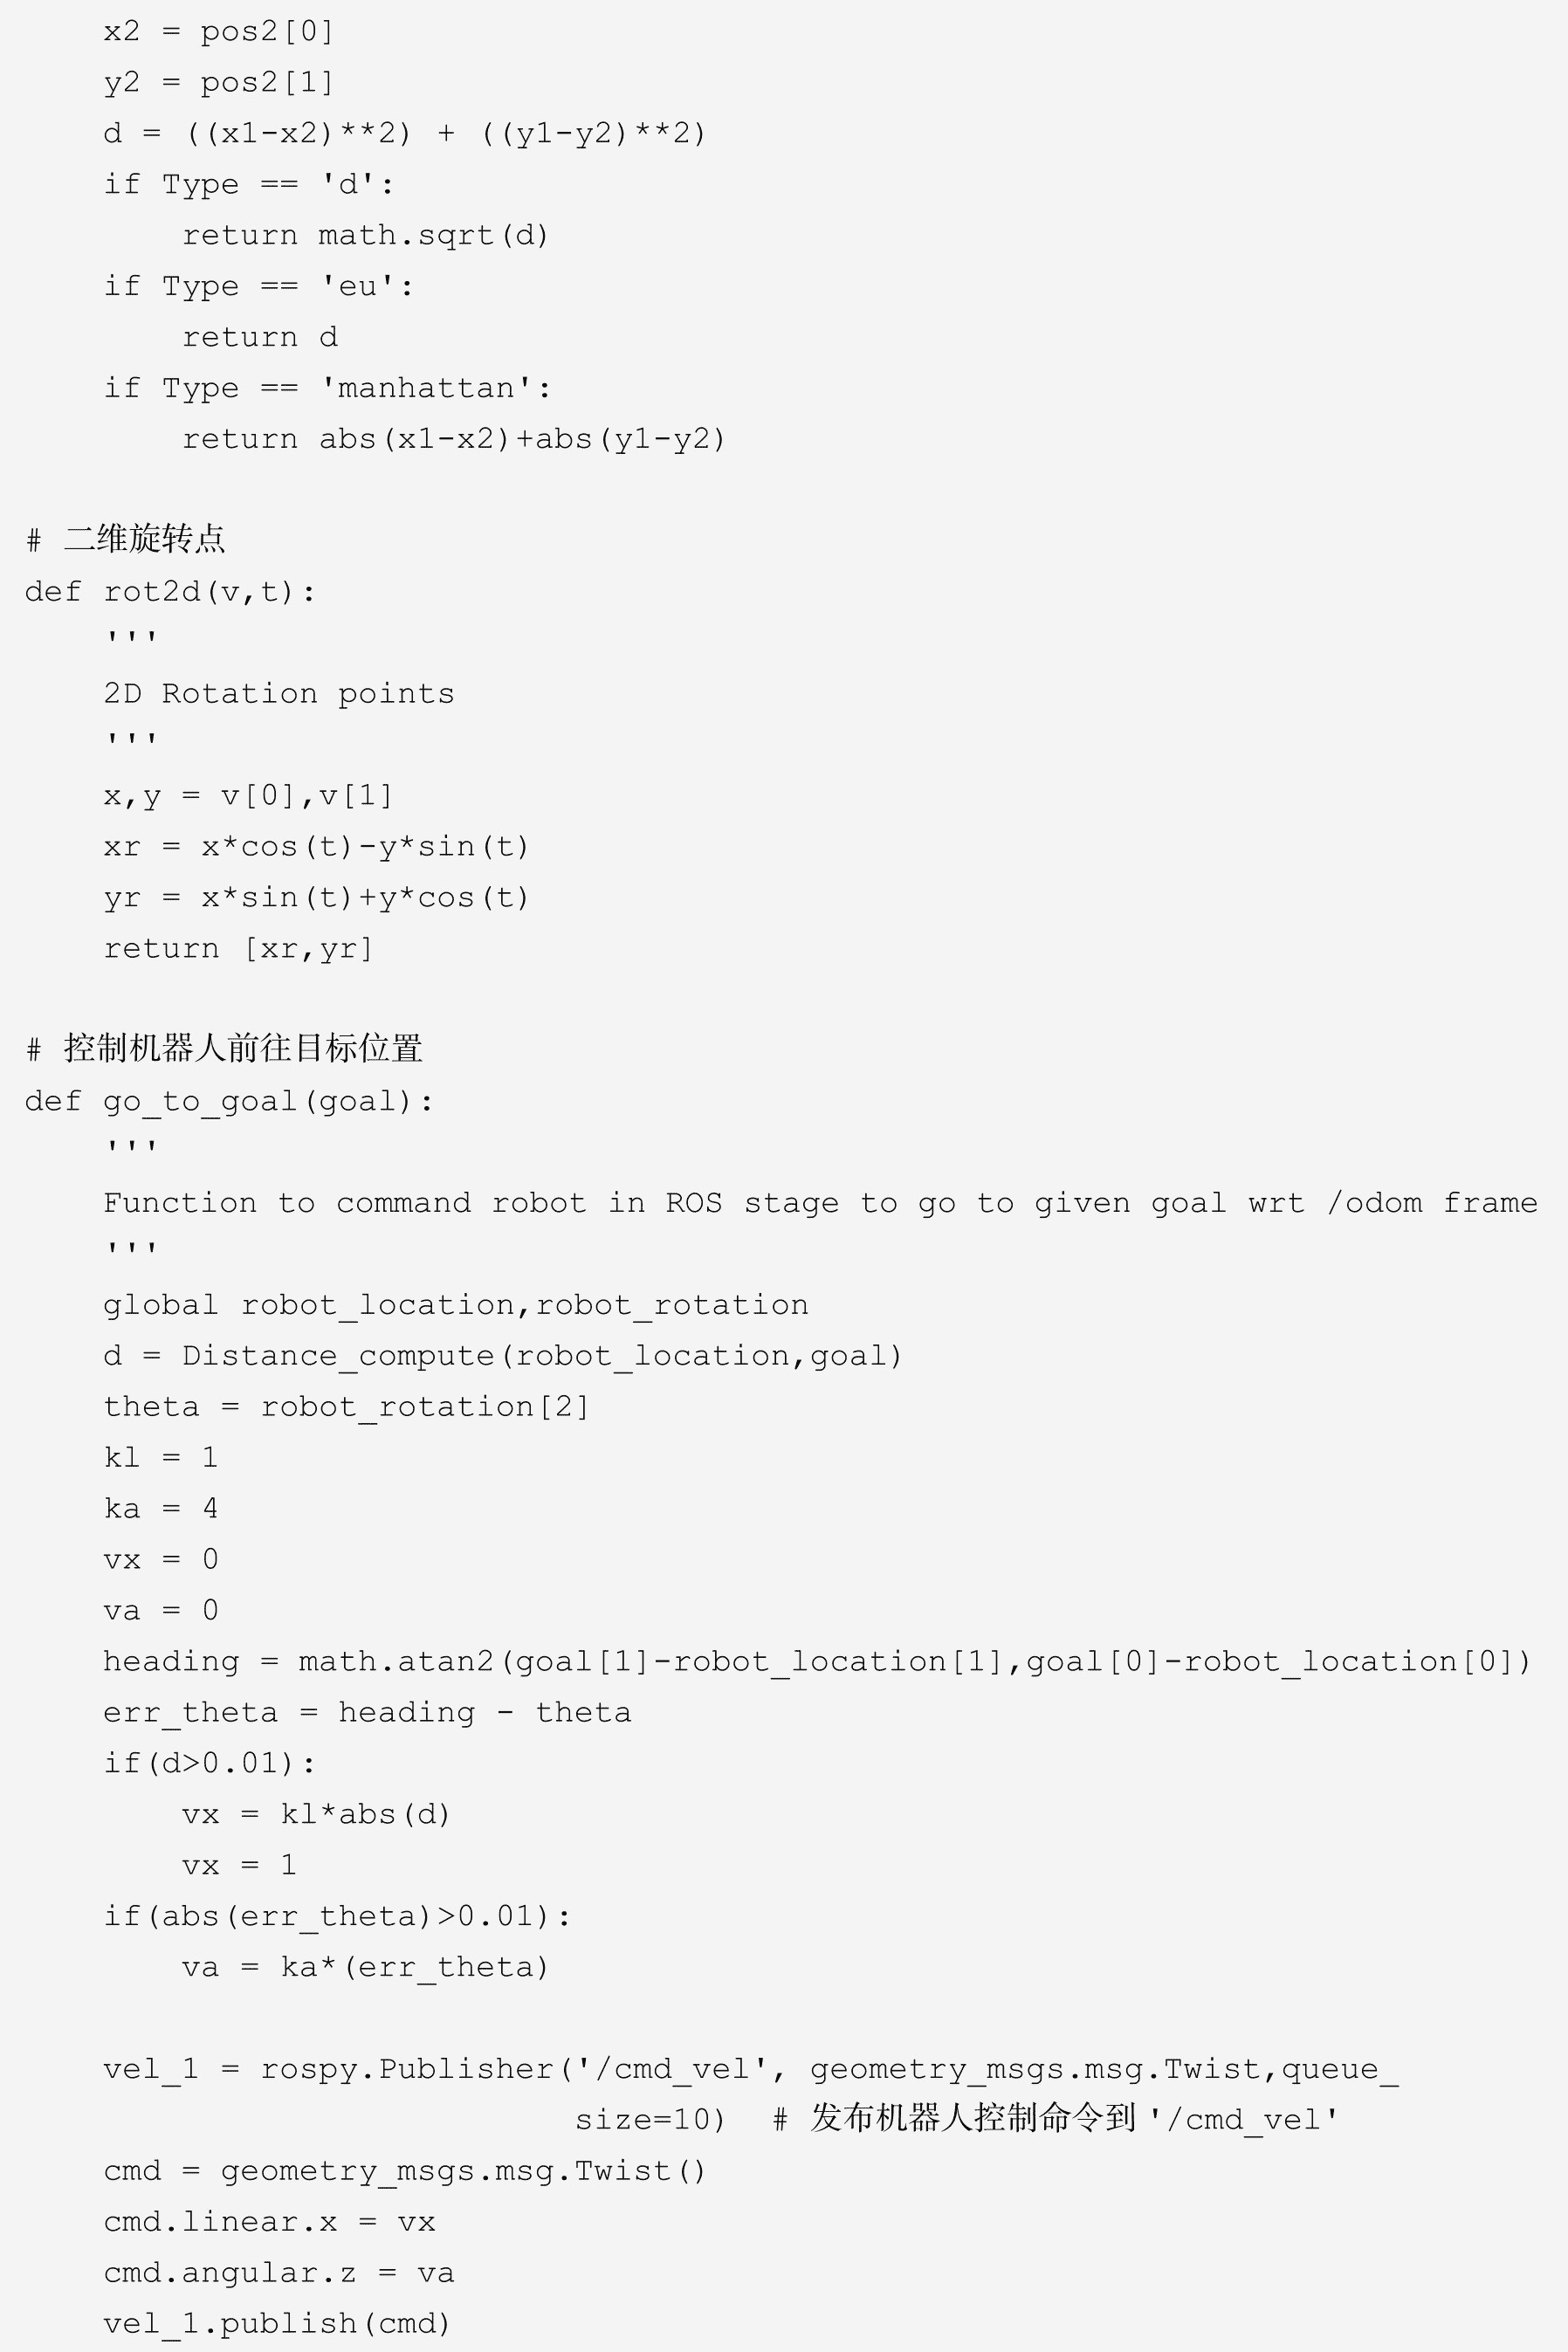 x2 = pos2[0]
    y2 = pos2[1]
    d = ((x1-x2)**2) + ((y1-y2)**2)
    if Type == 'd':
        return math.sqrt(d)
    if Type == 'eu':
        return d
    if Type == 'manhattan':
        return abs(x1-x2)+abs(y1-y2)

# 二维旋转点
def rot2d(v,t):
    '''
    2D Rotation points
    '''
    x,y = v[0],v[1]
    xr = x*cos(t)-y*sin(t)
    yr = x*sin(t)+y*cos(t)
    return [xr,yr]

# 控制机器人前往目标位置
def go_to_goal(goal):
    '''
    Function to command robot in ROS stage to go to given goal wrt /odom frame
    '''
    global robot_location,robot_rotation
    d = Distance_compute(robot_location,goal)
    theta = robot_rotation[2]
    kl = 1
    ka = 4
    vx = 0
    va = 0
    heading = math.atan2(goal[1]-robot_location[1],goal[0]-robot_location[0])
    err_theta = heading - theta
    if(d>0.01):
        vx = kl*abs(d)
        vx = 1
    if(abs(err_theta)>0.01):
        va = ka*(err_theta)

    vel_1 = rospy.Publisher('/cmd_vel', geometry_msgs.msg.Twist,queue_
                            size=10)  # 发布机器人控制命令到 '/cmd_vel'
    cmd = geometry_msgs.msg.Twist()
    cmd.linear.x = vx
    cmd.angular.z = va
    vel_1.publish(cmd)